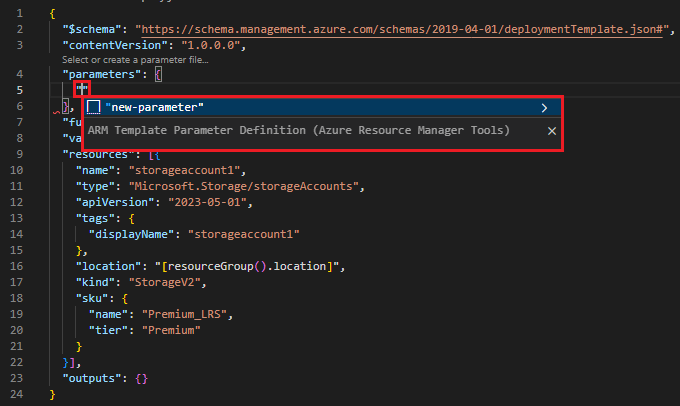 1 {
2 "$schema": "https://schema.management.azure.com/schemas/2019-04-01/deploymentTemplate.json#",
3 "contentVersion": "1.0.0.0",
Select or create a parameter file...
4 "parameters": {
5 ""
"new-parameter"
6 },
ARM Template Parameter Definition (Azure Resource Manager Tools)
7 "fu
8 "va
9 "resources": [{
10 "name": "storageaccount1",
11 "type": "Microsoft.Storage/storageAccounts",
12 "apiVersion": "2023-05-01",
13 "tags": {
14 "displayName": "storageaccount1"
15 },
16 "location": "[resourceGroup().location]",
17 "kind": "StorageV2",
18 "sku": {
19 "name": "Premium_LRS",
20 "tier": "Premium"
21 }
22 }],
23 "outputs": {}
24 }